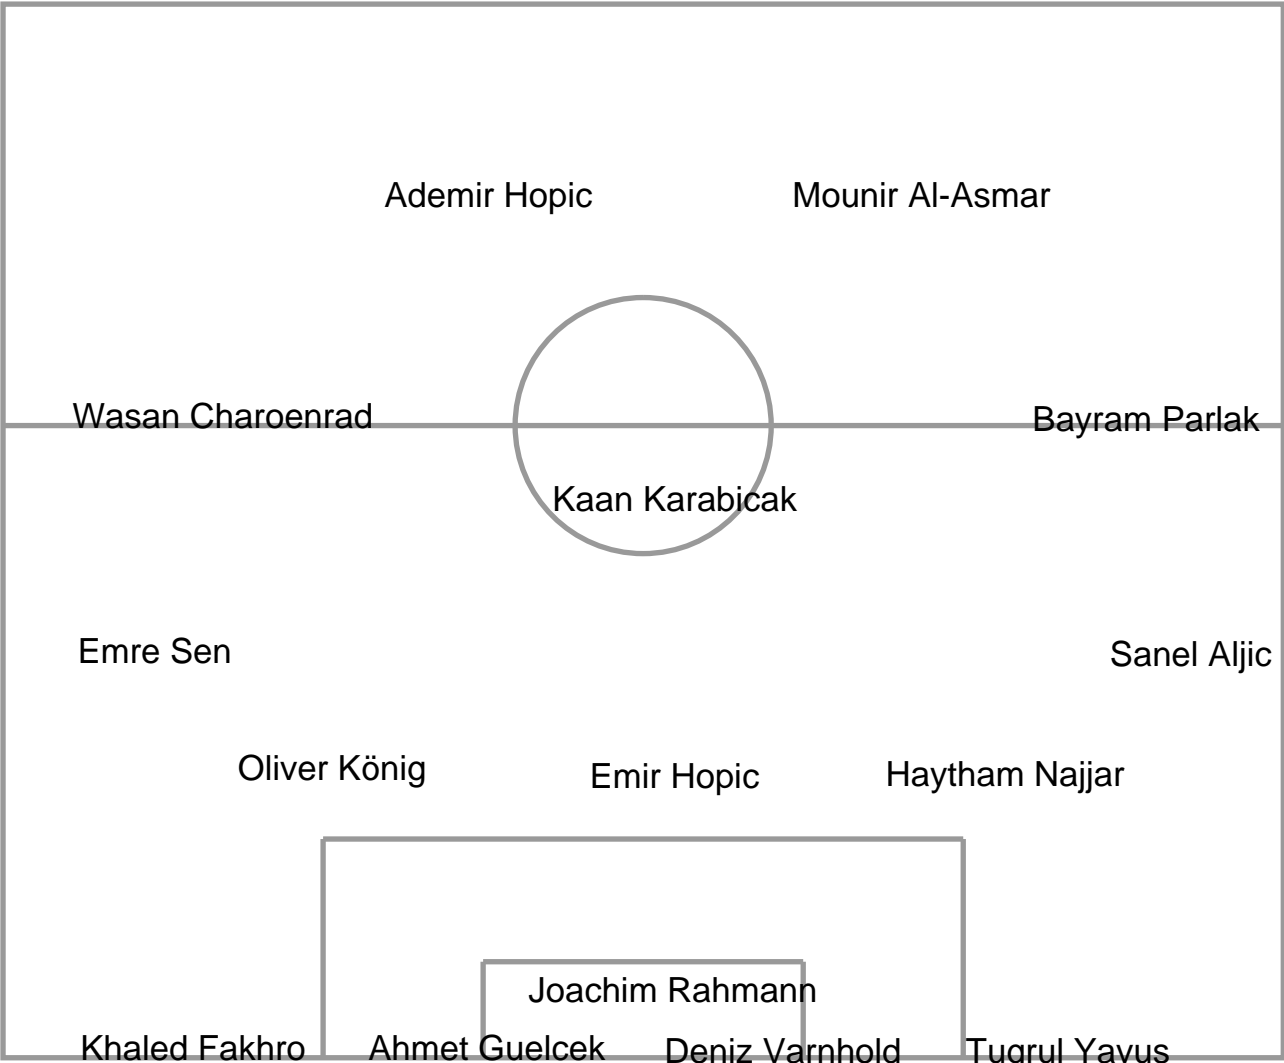 Ademir Hopic Mounir Al-Asmar
Wasan Charoenrad Bayram Parlak
Kaan Karabicak
Emre Sen Sanel Aljic
Oliver König Emir Hopic Haytham Najjar
Joachim Rahmann
Khaled Fakhro Ahmet Guelcek Deniz Varnhold Tugrul Yavus